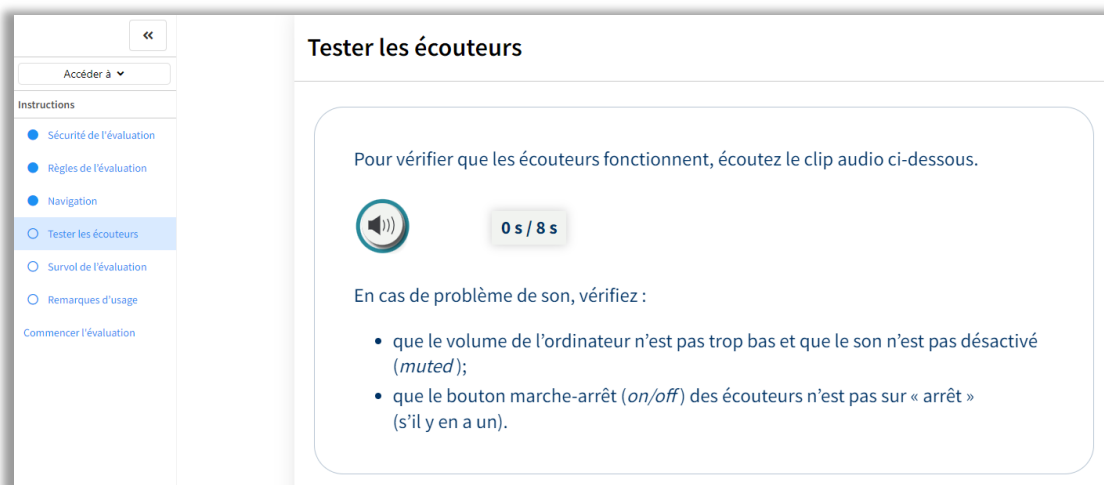 «
Accéder à
Instructions
Sécurité de l'évaluation
Règles de l'évaluation
Navigation
Tester les écouteurs
Survol de l'évaluation
Remarques d'usage
Commencer l'évaluation
Tester les écouteurs
Pour vérifier que les écouteurs fonctionnent, écoutez le clip audio ci-dessous.
0 s / 8 s
En cas de problème de son, vérifiez :
• que le volume de l’ordinateur n’est pas trop bas et que le son n’est pas désactivé
(muted);
• que le bouton marche-arrêt (on/off) des écouteurs n’est pas sur « arrêt »
(s’il y en a un).